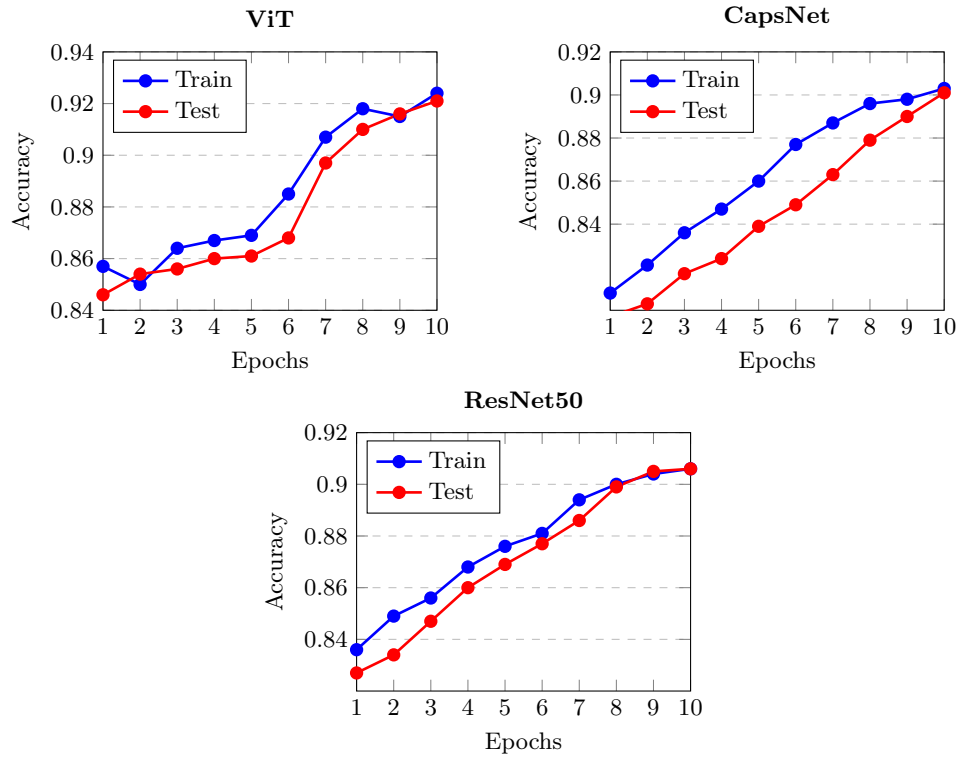 ViT
0.94
0.92
0.9
0.88
0.86
0.84
Accuracy
Train
Test
1 2 3 4 5 6 7 8 9 10
Epochs
CapsNet
0.92
0.9
0.88
0.86
0.84
Accuracy
Train
Test
1 2 3 4 5 6 7 8 9 10
Epochs
ResNet50
0.92
0.9
0.88
0.86
0.84
Accuracy
Train
Test
1 2 3 4 5 6 7 8 9 10
Epochs